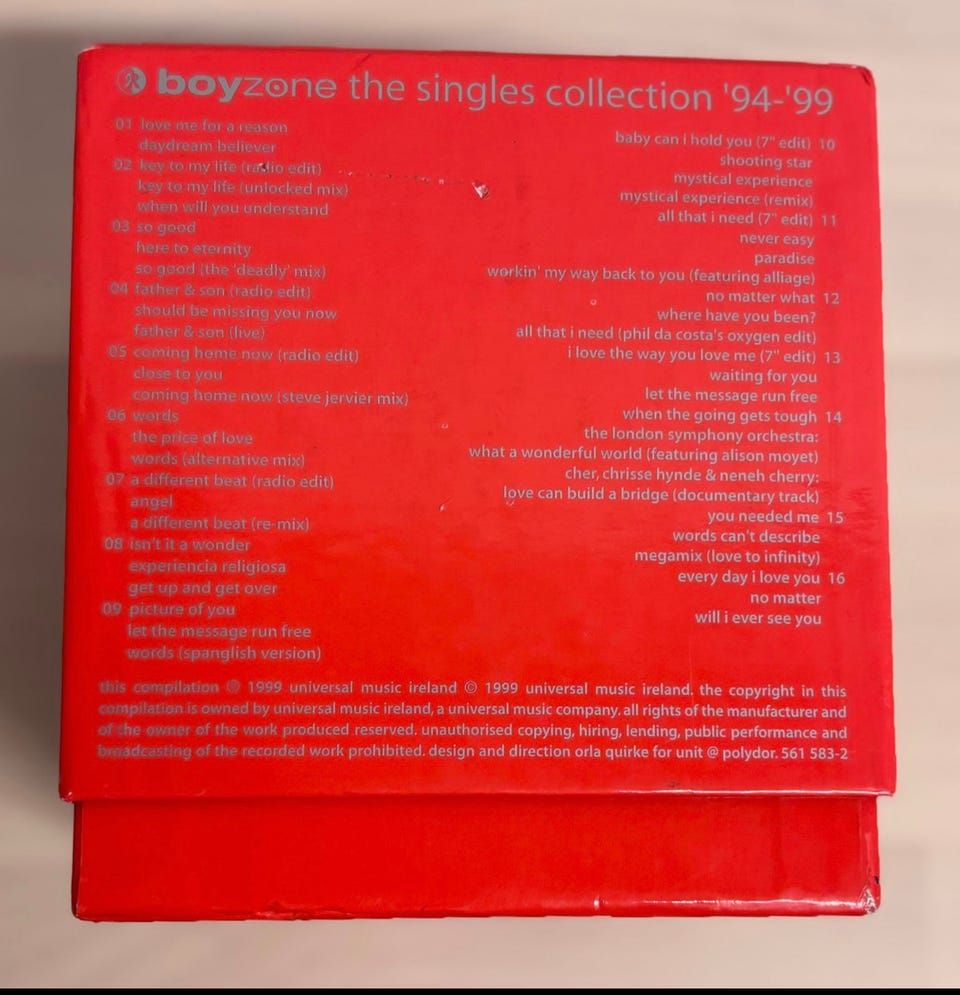 boyzone the singles collection '94-'99
01 love me for a reason
daydream believer
02 key to my life (radio edit)
key to my life (unlocked mix)
when will you understand
03 so good
here to eternity
so good (the 'deadly' mix)
04 father & son (radio edit)
should be missing you now
father & son (live)
05 coming home now (radio edit)
close to you
coming home now (steve jervier mix)
06 words
the price of love
words (alternative mix)
07 a different beat (radio edit)
angel
a different beat (re-mix)
08 isn't it a wonder
experiencia religiosa
get up and get over
09 picture of you
let the message run free
words (spanglish version)
baby can i hold you (7" edit) 10
shooting star
mystical experience
mystical experience (remix)
all that i need (7" edit) 11
never easy
paradise
workin' my way back to you (featuring alliage)
no matter what 12
where have you been?
all that i need (phil da costa's oxygen edit)
i love the way you love me (7" edit) 13
waiting for you
let the message run free
when the going gets tough 14
the london symphony orchestra:
what a wonderful world (featuring alison moyet)
cher, chrisse hynde & neneh cherry:
love can build a bridge (documentary track)
you needed me 15
words can't describe
megamix (love to infinity)
every day i love you 16
no matter
will i ever see you
this compilation ℗ 1999 universal music ireland © 1999 universal music ireland. the copyright in this
compilation is owned by universal music ireland, a universal music company. all rights of the manufacturer and
of the owner of the work produced reserved. unauthorised copying, hiring, lending, public performance and
broadcasting of the recorded work prohibited. design and direction orla quirke for unit @ polydor. 561 583-2